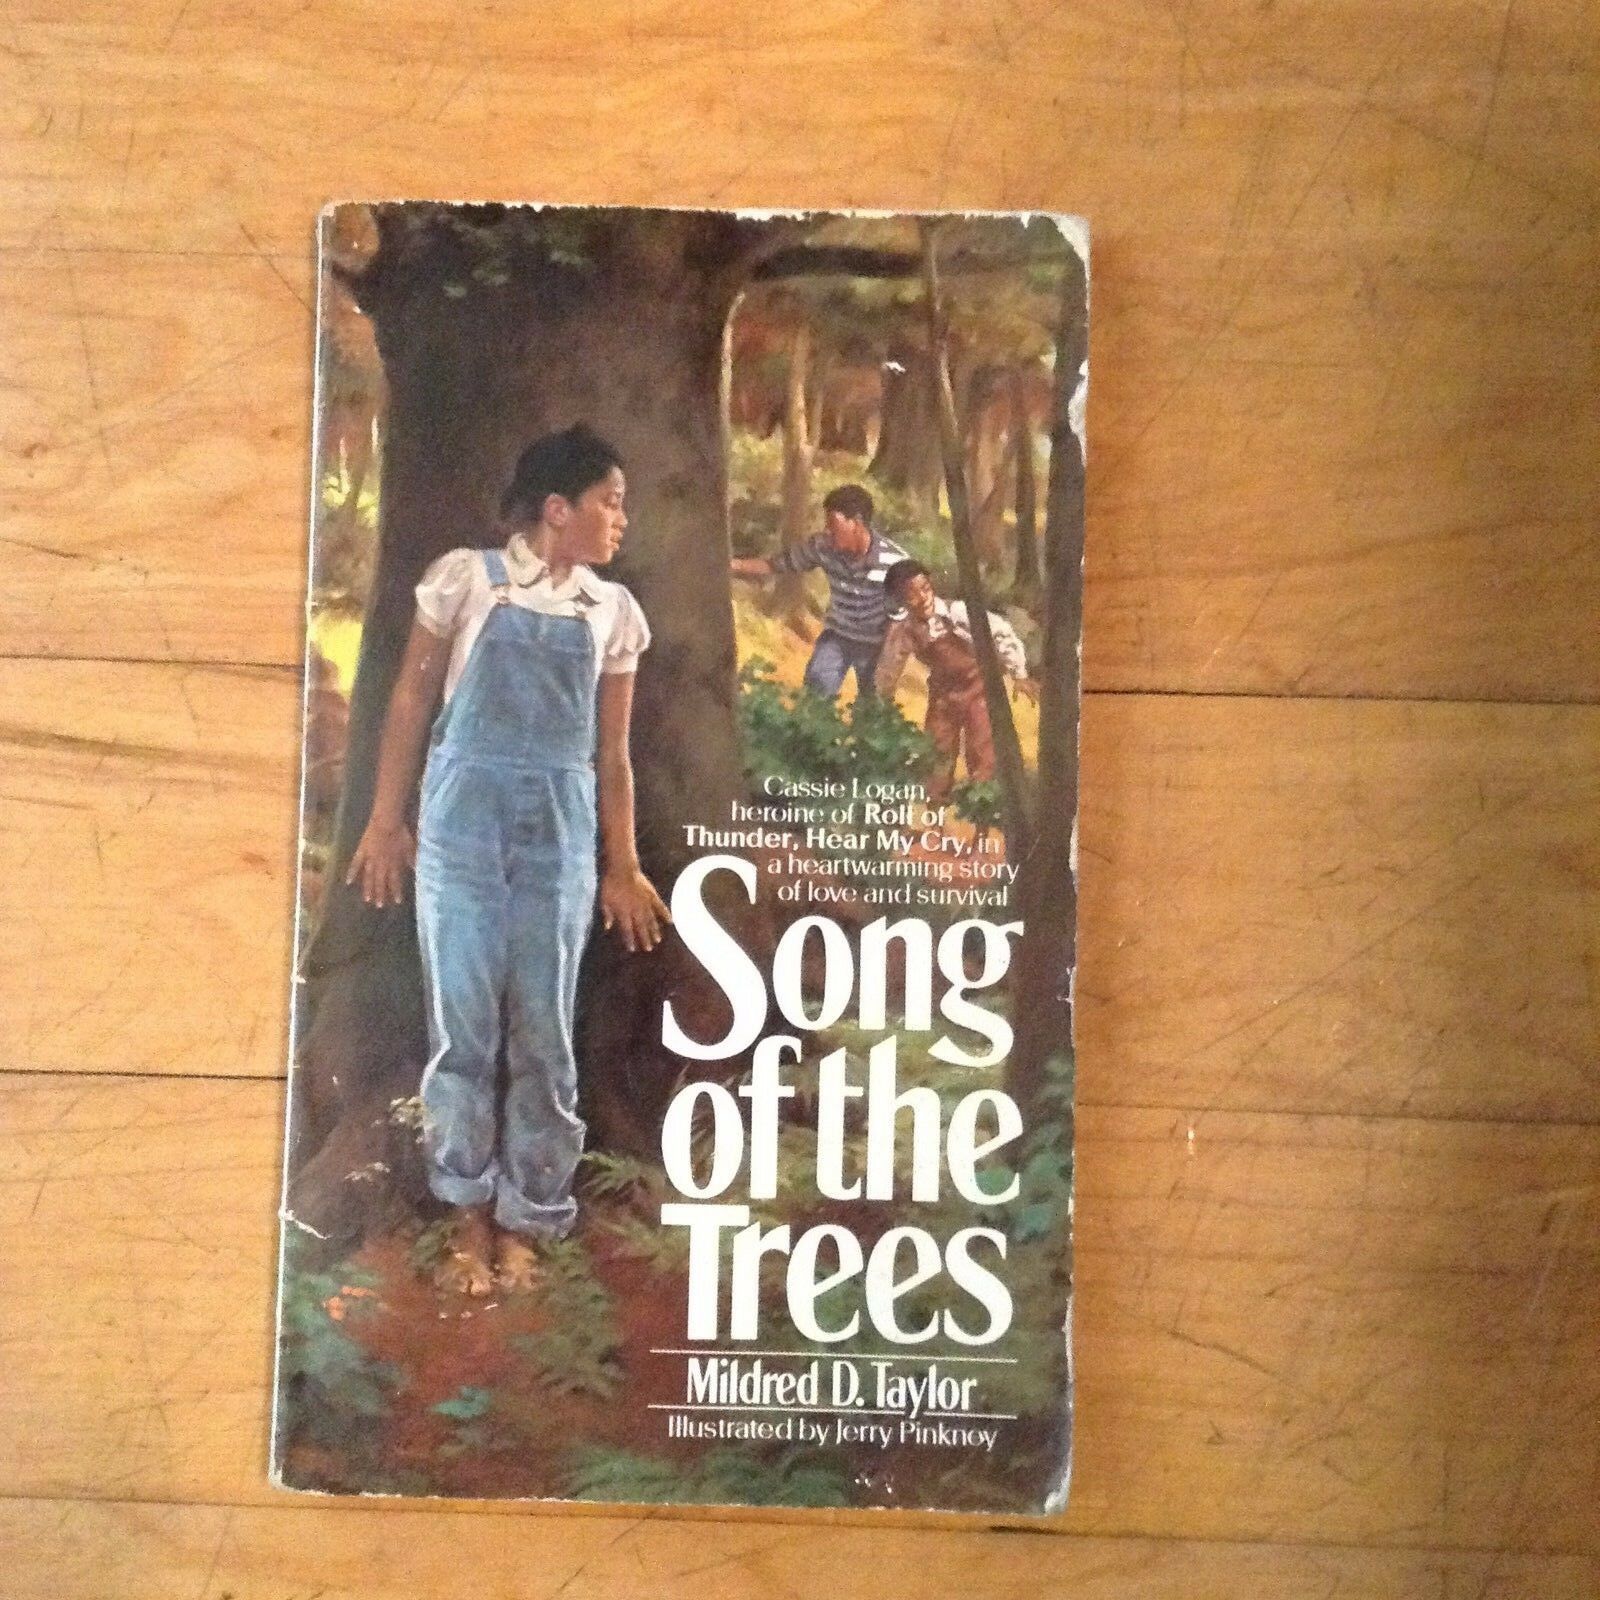 Cassie Logan,
heroine of Roll of
Thunder, Hear My Cry, in
a heartwarming story
of love and survival
Song
of the
Trees
Mildred D. Taylor
Illustrated by Jerry Pinkney